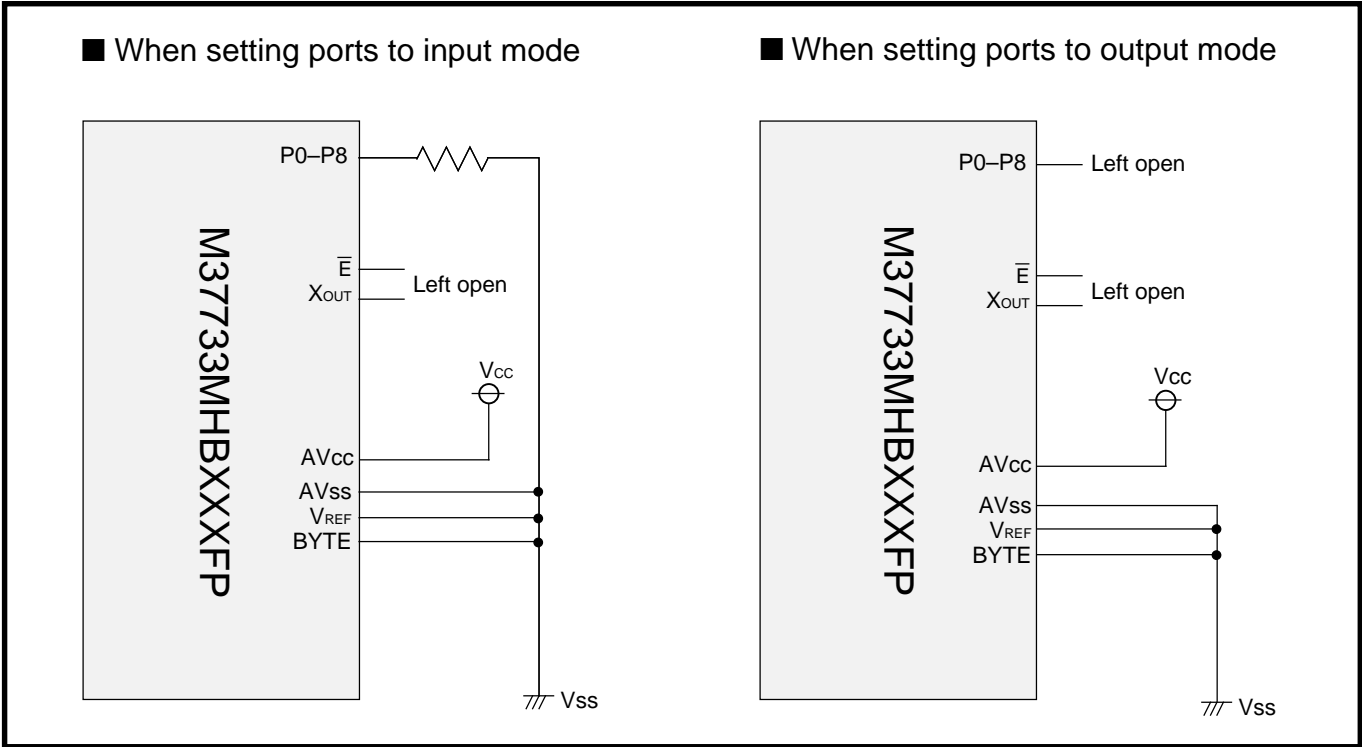 ■ When setting ports to input mode
P0–P8
M37733MHBXXXFP
E
XOUT
Left open
Vcc
AVcc
AVss
VREF
BYTE
Vss
■ When setting ports to output mode
P0–P8
Left open
M37733MHBXXXFP
E
XOUT
Left open
Vcc
AVcc
AVss
VREF
BYTE
Vss